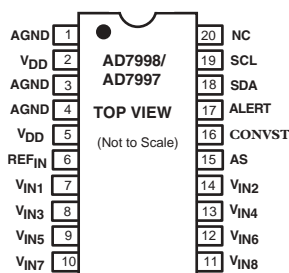 AGND 1 20 NC
VDD 2 AD7998/ 19 SCL
AGND 3 AD7997 18 SDA
AGND 4 TOP VIEW 17 ALERT
VDD 5 (Not to Scale) 16 CONVST
REFIN 6 15 AS
VIN1 7 14 VIN2
VIN3 8 13 VIN4
VIN5 9 12 VIN6
VIN7 10 11 VIN8